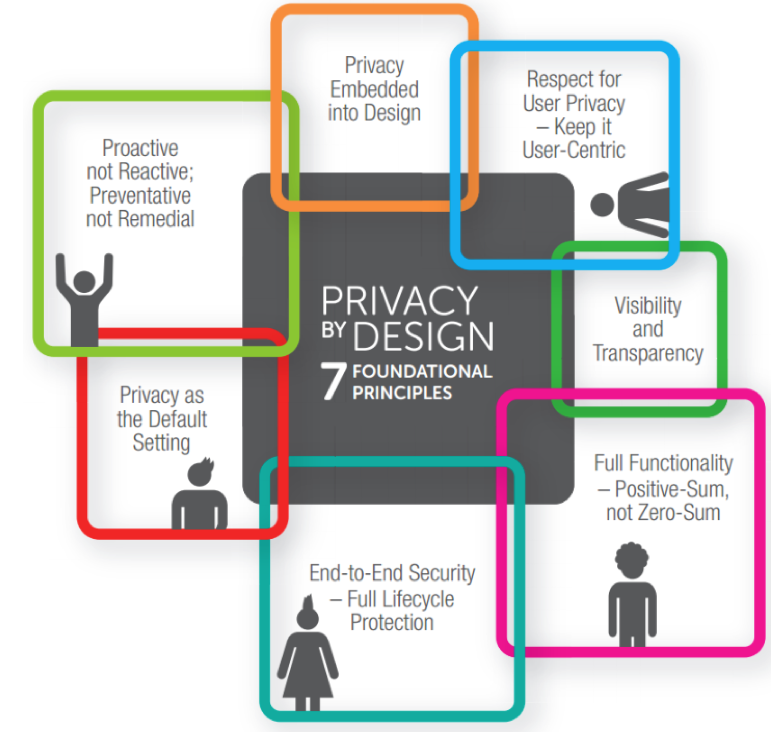 Privacy
Embedded
into Design
Respect for
User Privacy
– Keep it
User-Centric
Proactive
not Reactive;
Preventative
not Remedial
PRIVACY
BY DESIGN
7 FOUNDATIONAL
PRINCIPLES
Visibility
and
Transparency
Privacy as
the Default
Setting
Full Functionality
– Positive-Sum,
not Zero-Sum
End-to-End Security
– Full Lifecycle
Protection